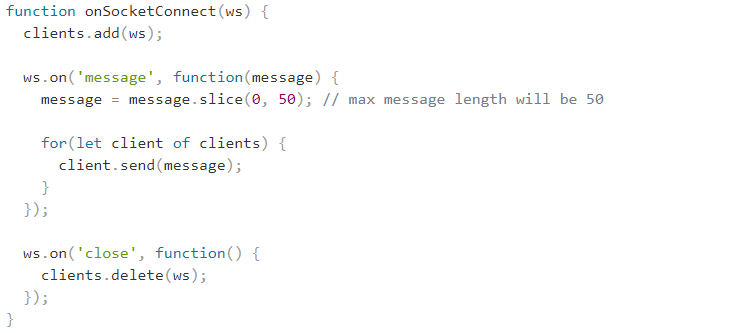 function onSocketConnect(ws) {
  clients.add(ws);

  ws.on('message', function(message) {
    message = message.slice(0, 50); // max message length will be 50

    for(let client of clients) {
      client.send(message);
    }
  });

  ws.on('close', function() {
    clients.delete(ws);
  });
}